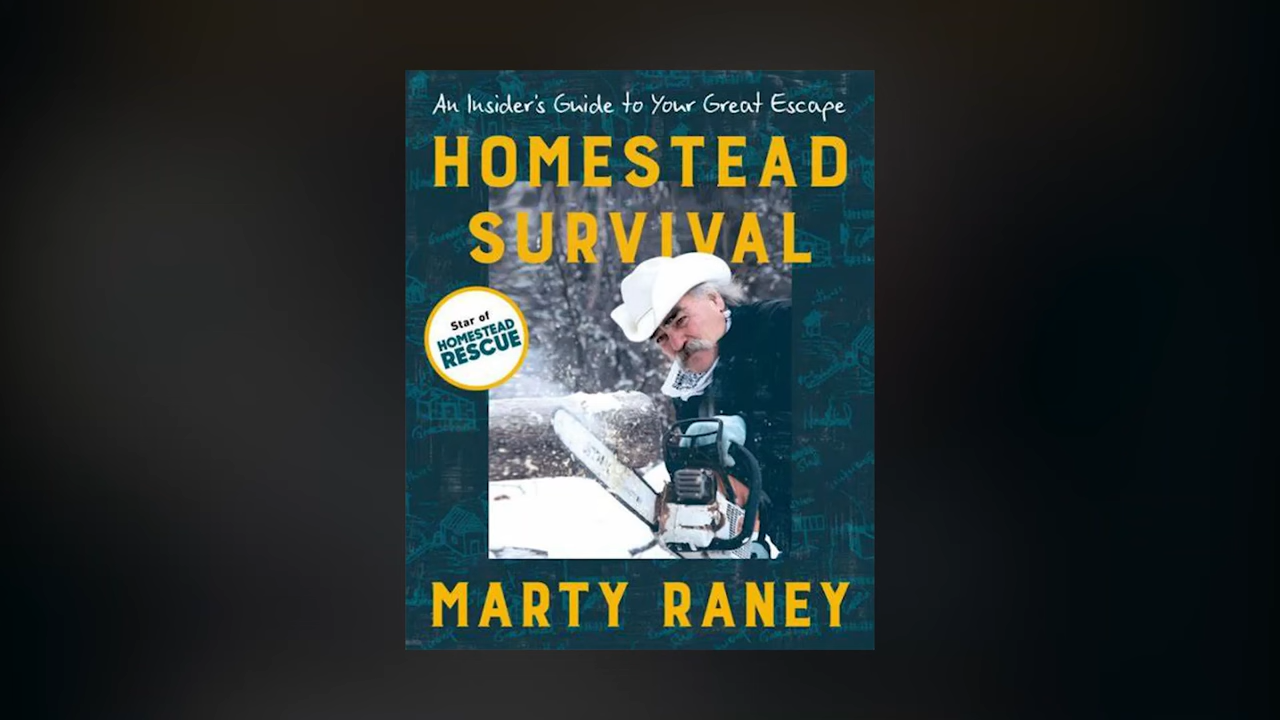 An Insider's Guide to Your Great Escape
HOMESTEAD
SURVIVAL
Star of
HOMESTEAD
RESCUE
MARTY RANEY